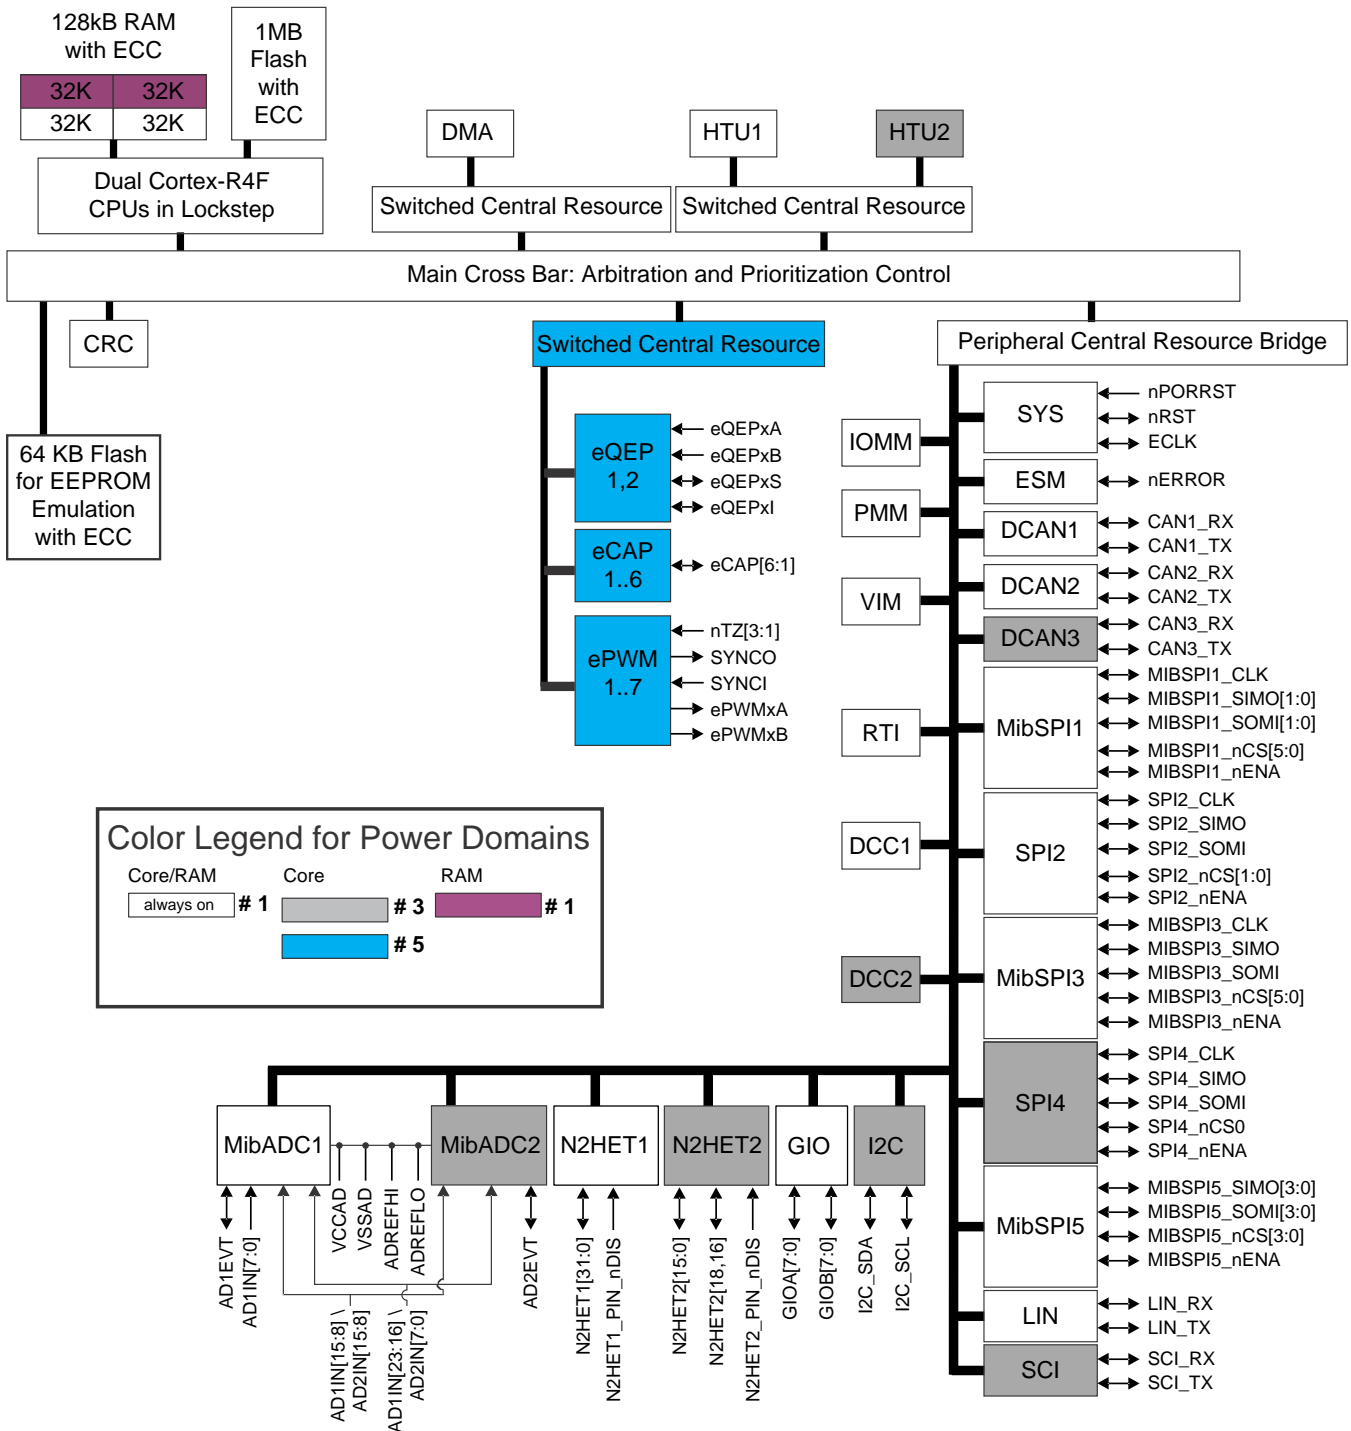 128kB RAM
with ECC
32K
32K
32K
32K
1MB
Flash
with
ECC
DMA
HTU1
HTU2
Dual Cortex-R4F
CPUs in Lockstep
Switched Central Resource
Switched Central Resource
Main Cross Bar: Arbitration and Prioritization Control
CRC
64 KB Flash
for EEPROM
Emulation
with ECC
Switched Central Resource
eQEP
1,2
eQEPxA
eQEPxB
eQEPxS
eQEPxI
eCAP
1..6
eCAP[6:1]
ePWM
1..7
nTZ[3:1]
SYNCO
SYNCI
ePWMxA
ePWMxB
Peripheral Central Resource Bridge
IOMM
PMM
VIM
RTI
DCC1
DCC2
SYS
nPORRST
nRST
ECLK
ESM
nERROR
DCAN1
CAN1_RX
CAN1_TX
DCAN2
CAN2_RX
CAN2_TX
DCAN3
CAN3_RX
CAN3_TX
MibSPI1
MIBSPI1_CLK
MIBSPI1_SIMO[1:0]
MIBSPI1_SOMI[1:0]
MIBSPI1_nCS[5:0]
MIBSPI1_nENA
SPI2
SPI2_CLK
SPI2_SIMO
SPI2_SOMI
SPI2_nCS[1:0]
SPI2_nENA
MibSPI3
MIBSPI3_CLK
MIBSPI3_SIMO
MIBSPI3_SOMI
MIBSPI3_nCS[5:0]
MIBSPI3_nENA
SPI4
SPI4_CLK
SPI4_SIMO
SPI4_SOMI
SPI4_nCS0
SPI4_nENA
MibSPI5
MIBSPI5_SIMO[3:0]
MIBSPI5_SOMI[3:0]
MIBSPI5_nCS[3:0]
MIBSPI5_nENA
LIN
LIN_RX
LIN_TX
SCI
SCI_RX
SCI_TX
Color Legend for Power Domains
Core/RAM
Core
RAM
always on
# 1
# 3
# 1
# 5
MibADC1
MibADC2
N2HET1
N2HET2
GIO
I2C
AD1EVT
AD1IN[7:0]
VCCAD
VSSAD
ADREFHI
ADREFLO
AD1IN[15:8] \
AD2IN[15:8]
AD1IN[23:16] \
AD2IN[7:0]
AD2EVT
N2HET1[31:0]
N2HET1_PIN_nDIS
N2HET2[15:0]
N2HET2[18,16]
N2HET2_PIN_nDIS
GIOA[7:0]
GIOB[7:0]
I2C_SDA
I2C_SCL